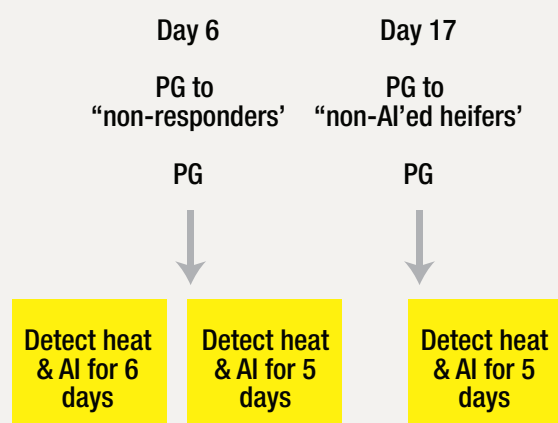 Day 6
Day 17
PG to
“non-responders’
PG to
“non-AI’ed heifers’
PG
PG
Detect heat
& AI for 6
days
Detect heat
& AI for 5
days
Detect heat
& AI for 5
days